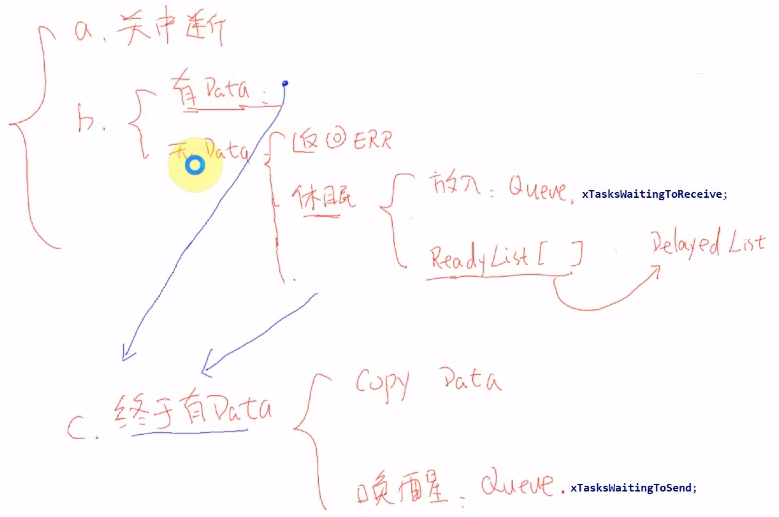 a. 关中断
b. 有Data:
无Data
返回ERR
休眠
放入: Queue. xTasksWaitingToReceive;
ReadyList[ ]
Delayed List
c. 终于有Data
Copy Data
唤醒: Queue. xTasksWaitingToSend;